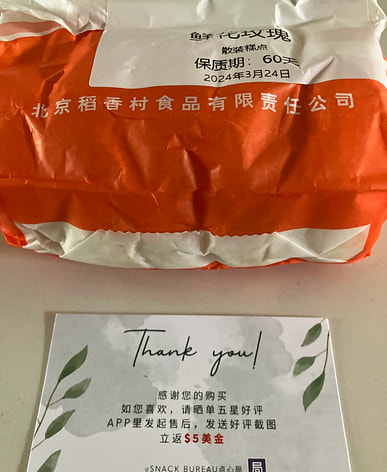 鲜花玫瑰
散装糕点
保质期：60天
2024年3月24日
北京稻香村食品有限责任公司
Thank you!
感谢您的购买
如您喜欢，请晒单五星好评
APP里发起售后，发送好评截图
立返$5美金
@SNACK BUREAU点心局
局